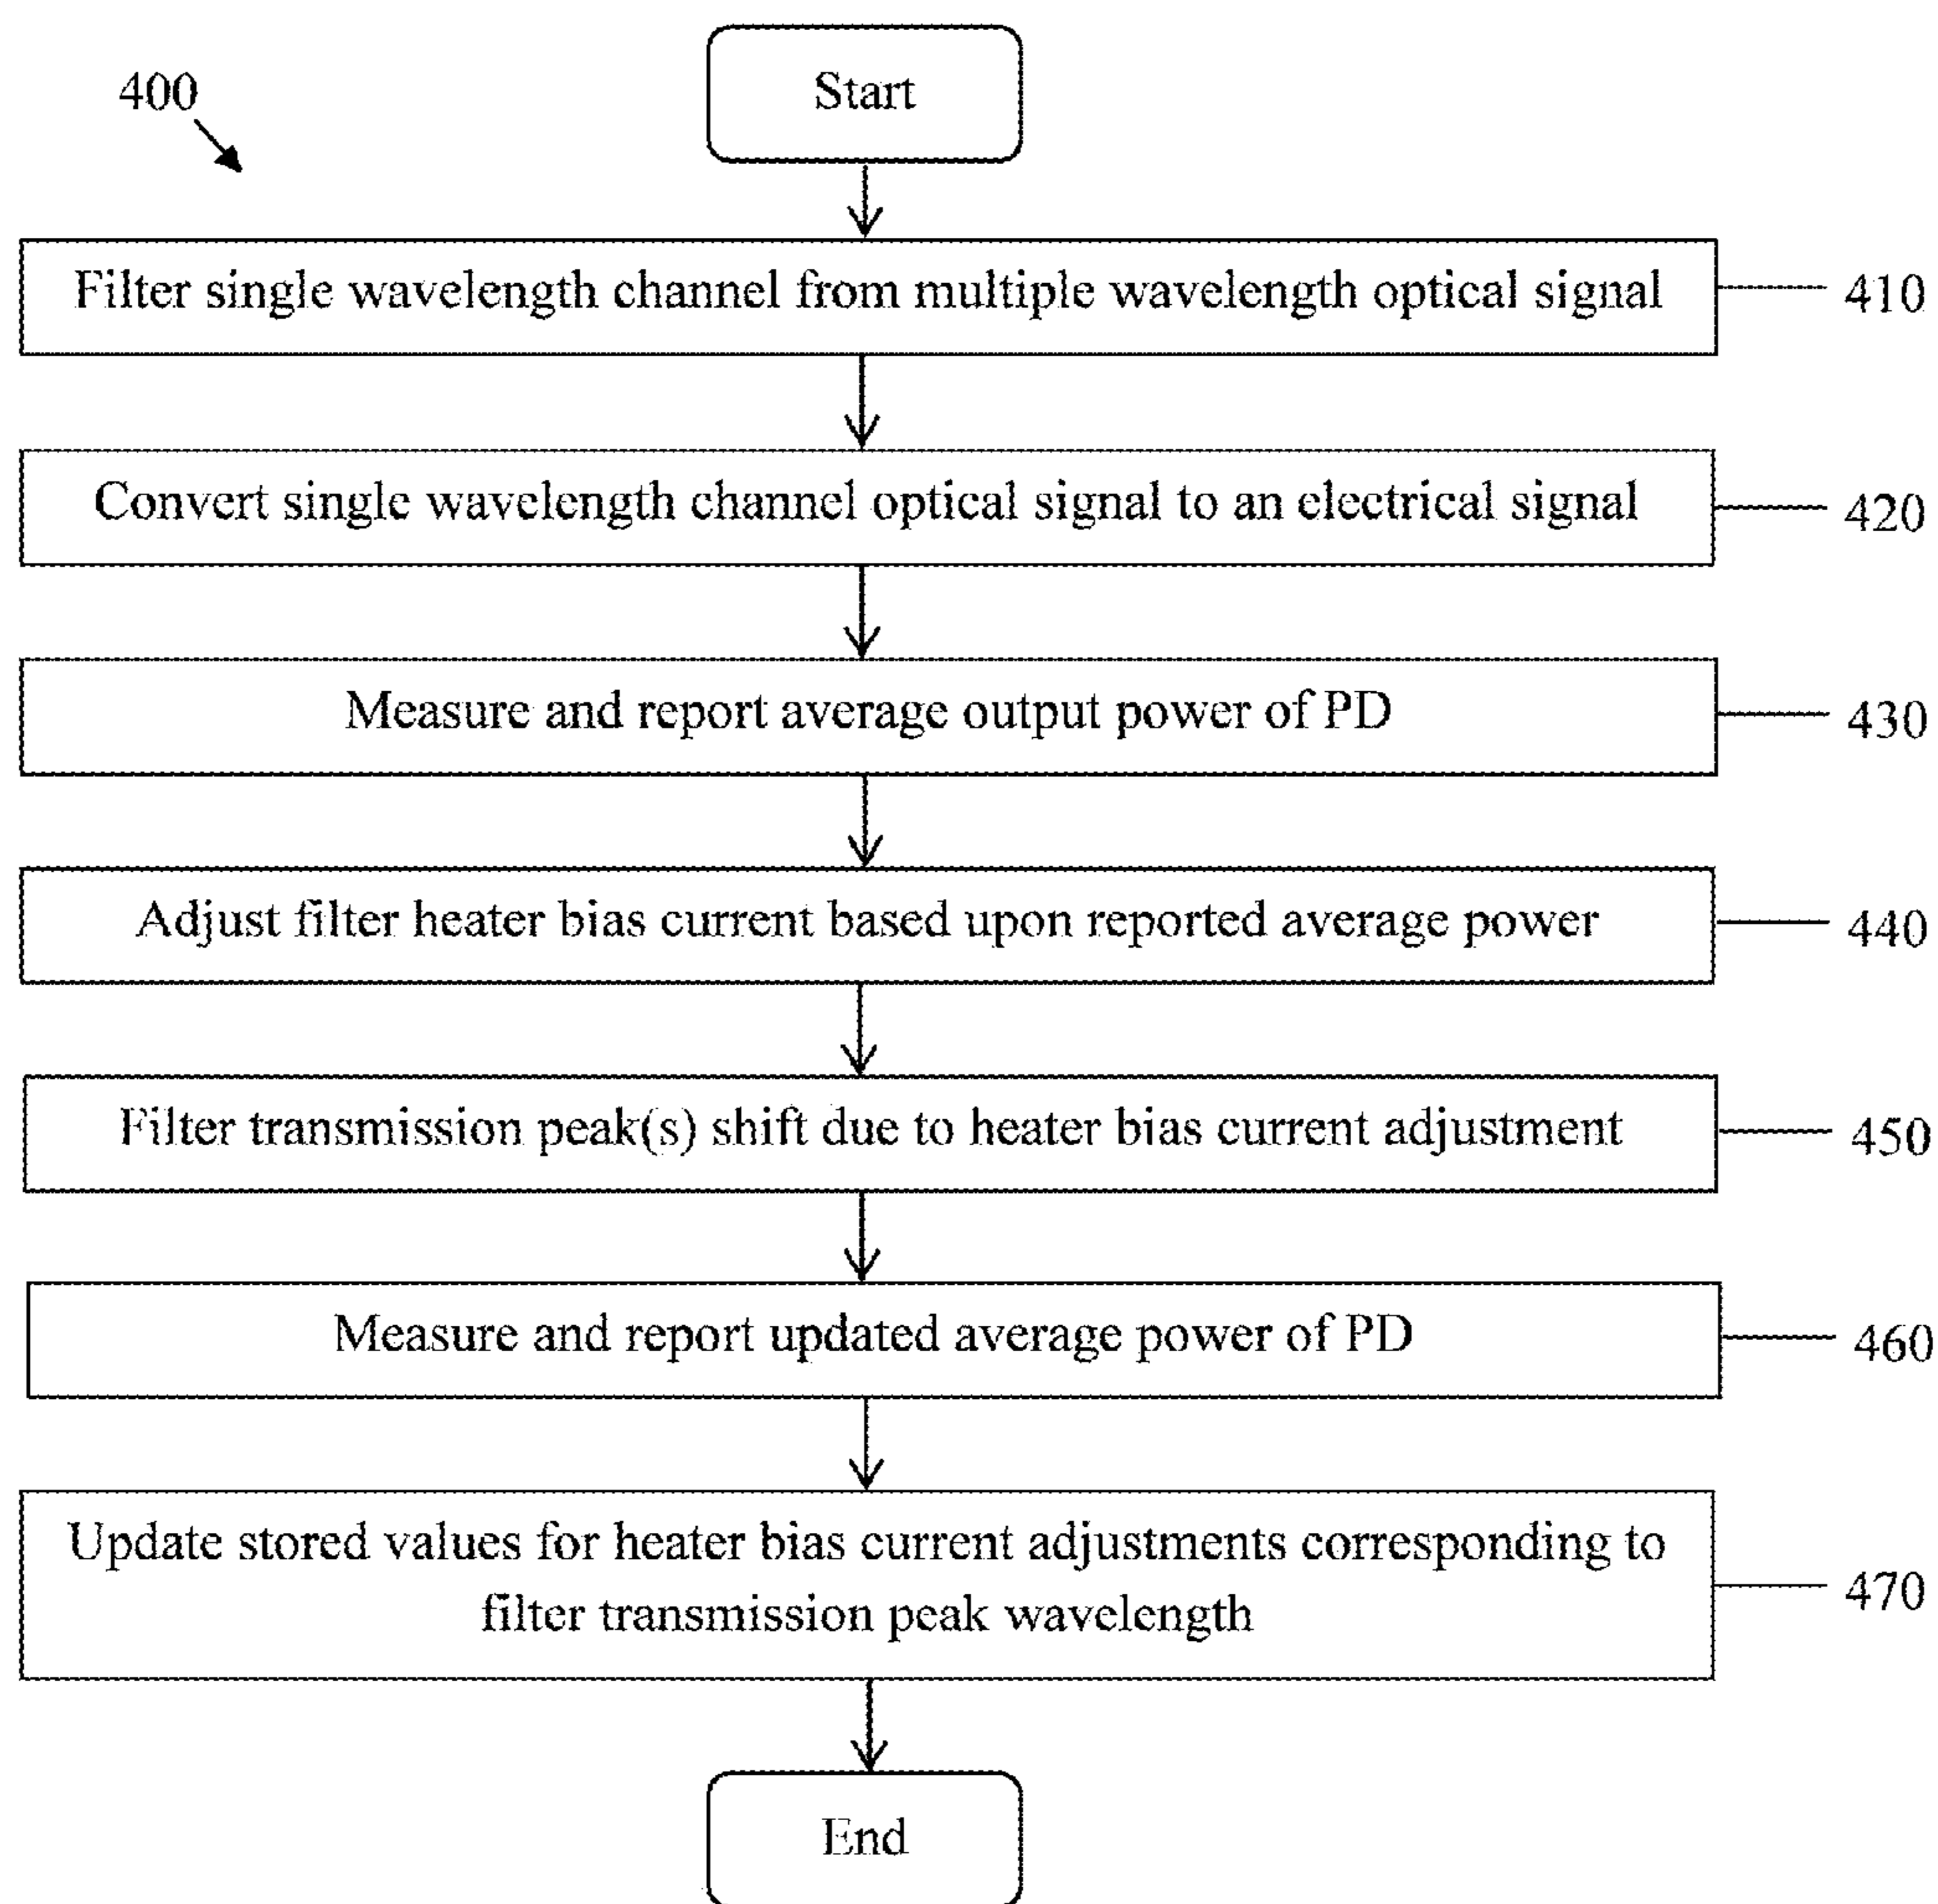 400
Start
Filter single wavelength channel from multiple wavelength optical signal
410
Convert single wavelength channel optical signal to an electrical signal
420
Measure and report average output power of PD
430
Adjust filter heater bias current based upon reported average power
440
Filter transmission peak(s) shift due to heater bias current adjustment
450
Measure and report updated average power of PD
460
Update stored values for heater bias current adjustments corresponding to
filter transmission peak wavelength
470
End